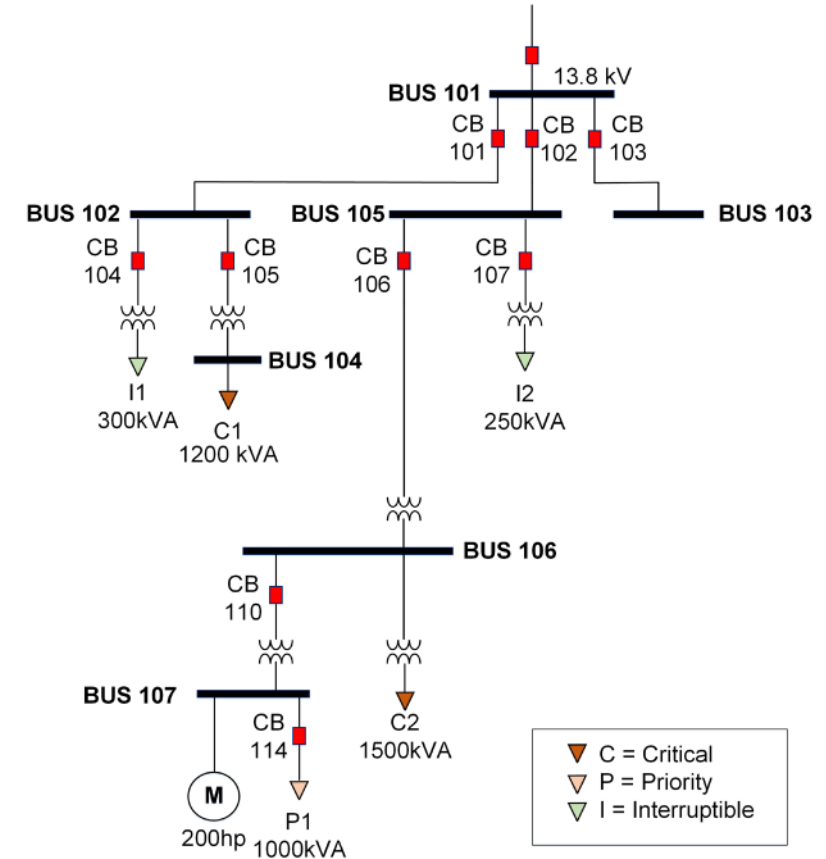 13.8 kV
BUS 101
CB
101
CB
102
CB
103
BUS 102
BUS 105
BUS 103
CB
104
CB
105
CB
106
CB
107
BUS 104
I1
300kVA
C1
1200 kVA
I2
250kVA
BUS 106
CB
110
BUS 107
CB
114
C2
1500kVA
M
200hp
P1
1000kVA
C = Critical
P = Priority
I = Interruptible